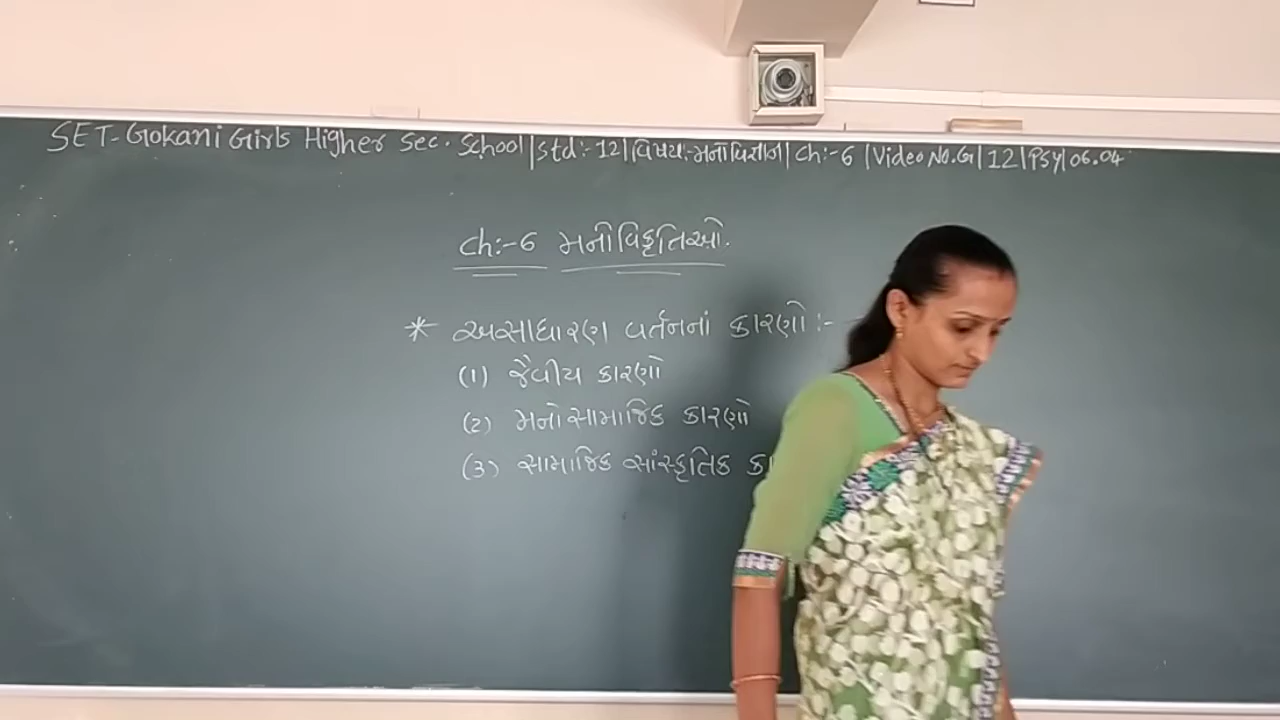 SET-Gokani Girls Higher Sec. School | Std:-12 | વિષય:-મનોવિજ્ઞાન | Ch:-6 | Video No.G | 12 | Psy | 06.04
Ch:-6 મનોવિકૃતિઓ.
* અસાધારણ વર્તનનાં કારણો:-
(1) જૈવીય કારણો
(2) મનોસામાજિક કારણો
(3) સામાજિક સાંસ્કૃતિક